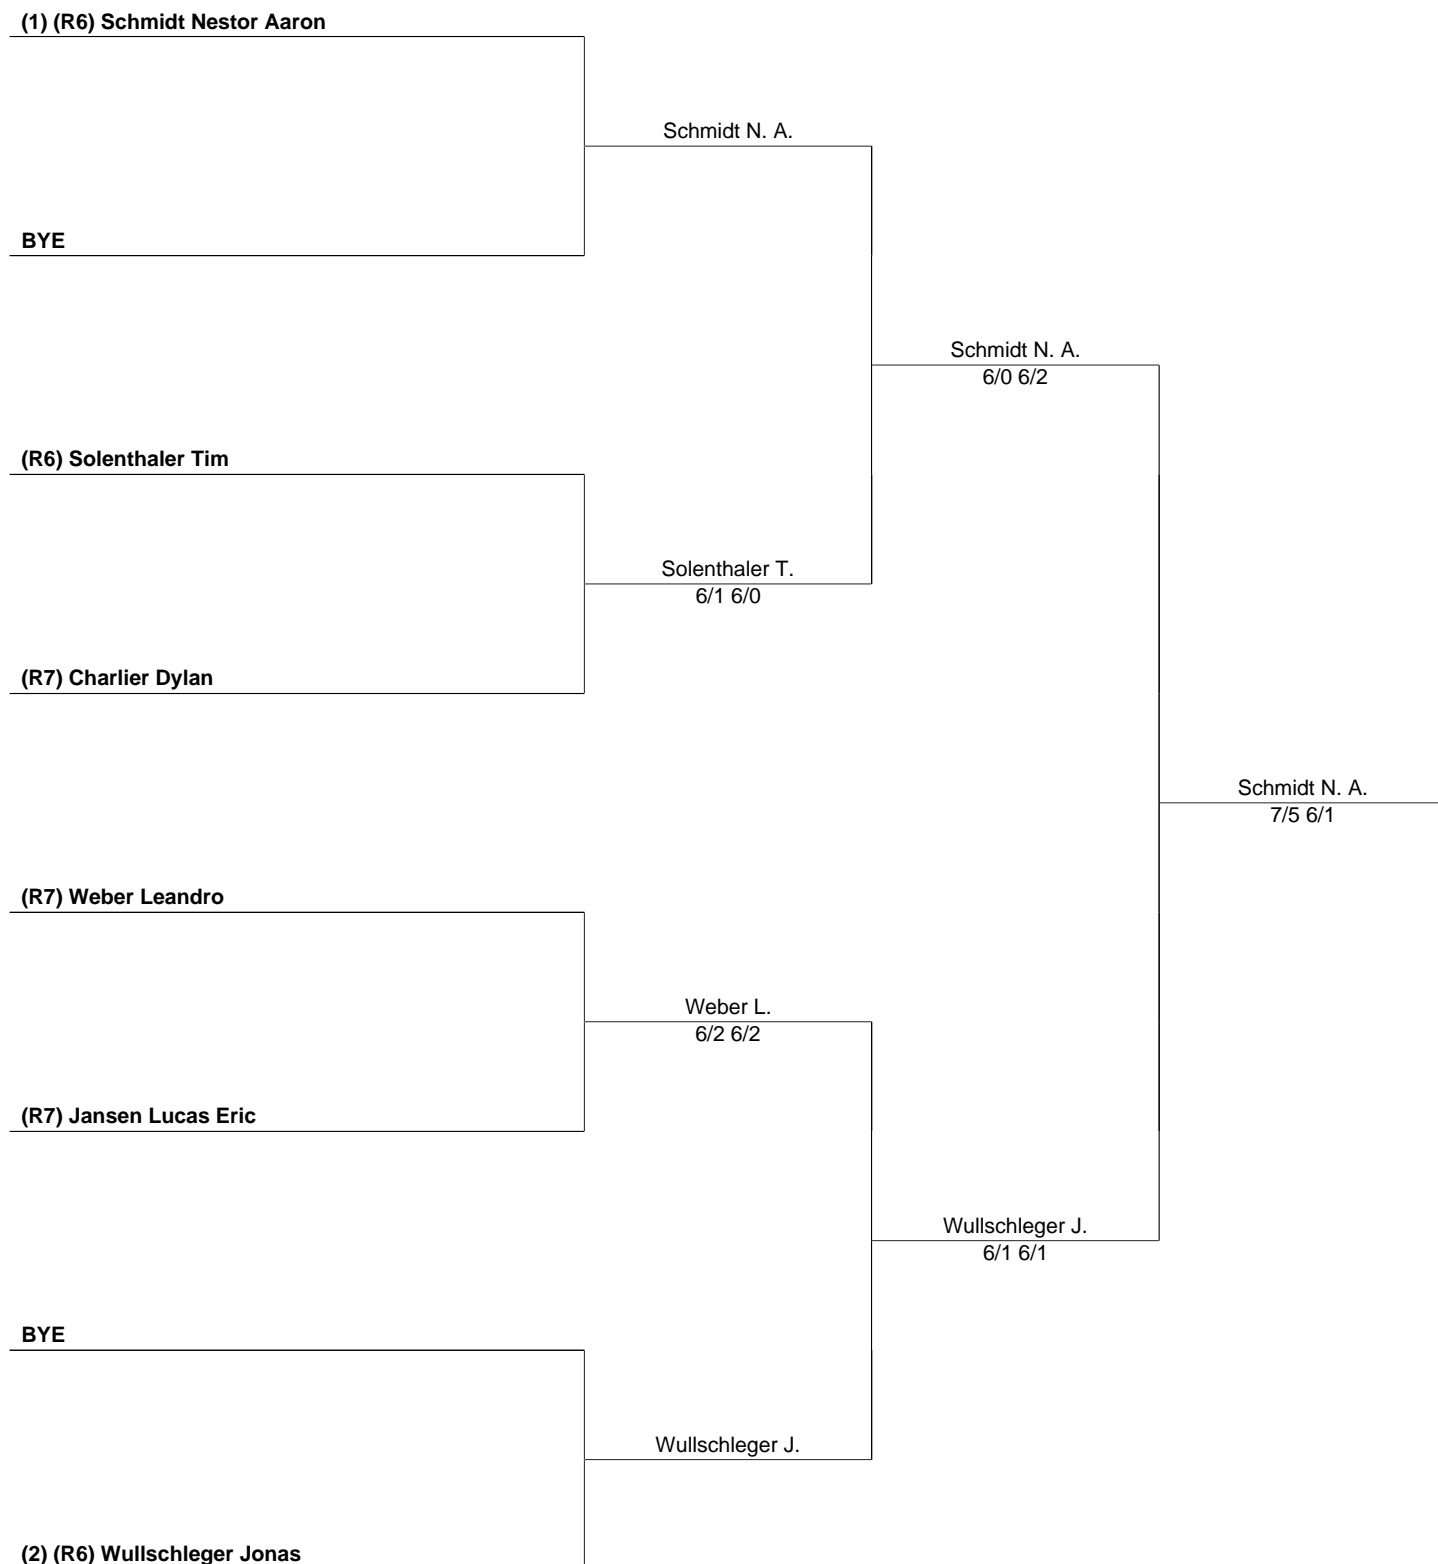 (1) (R6) Schmidt Nestor Aaron
Schmidt N. A.
BYE
Schmidt N. A.
6/0 6/2
(R6) Solenthaler Tim
Solenthaler T.
6/1 6/0
(R7) Charlier Dylan
Schmidt N. A.
7/5 6/1
(R7) Weber Leandro
Weber L.
6/2 6/2
(R7) Jansen Lucas Eric
Wullschleger J.
6/1 6/1
BYE
Wullschleger J.
(2) (R6) Wullschleger Jonas